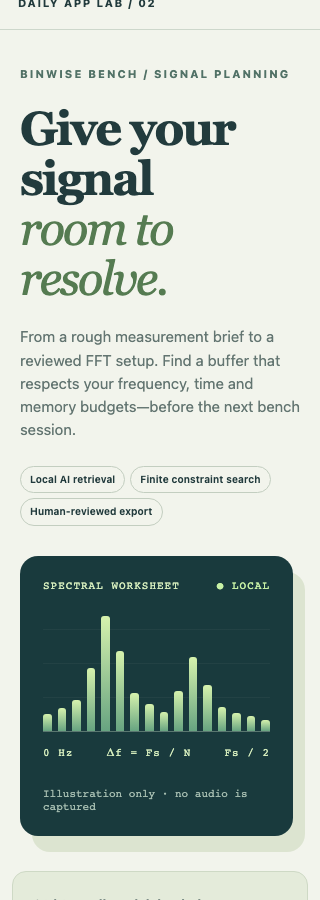 DAILY APP LAB / 02
BINWISE BENCH / SIGNAL PLANNING
Give your
signal
room to
resolve.
From a rough measurement brief to a
reviewed FFT setup. Find a buffer that
respects your frequency, time and
memory budgets—before the next bench
session.
Local AI retrieval
Finite constraint search
Human-reviewed export
SPECTRAL WORKSHEET
● LOCAL
0 Hz
Δf = Fs / N
Fs / 2
Illustration only · no audio is
captured